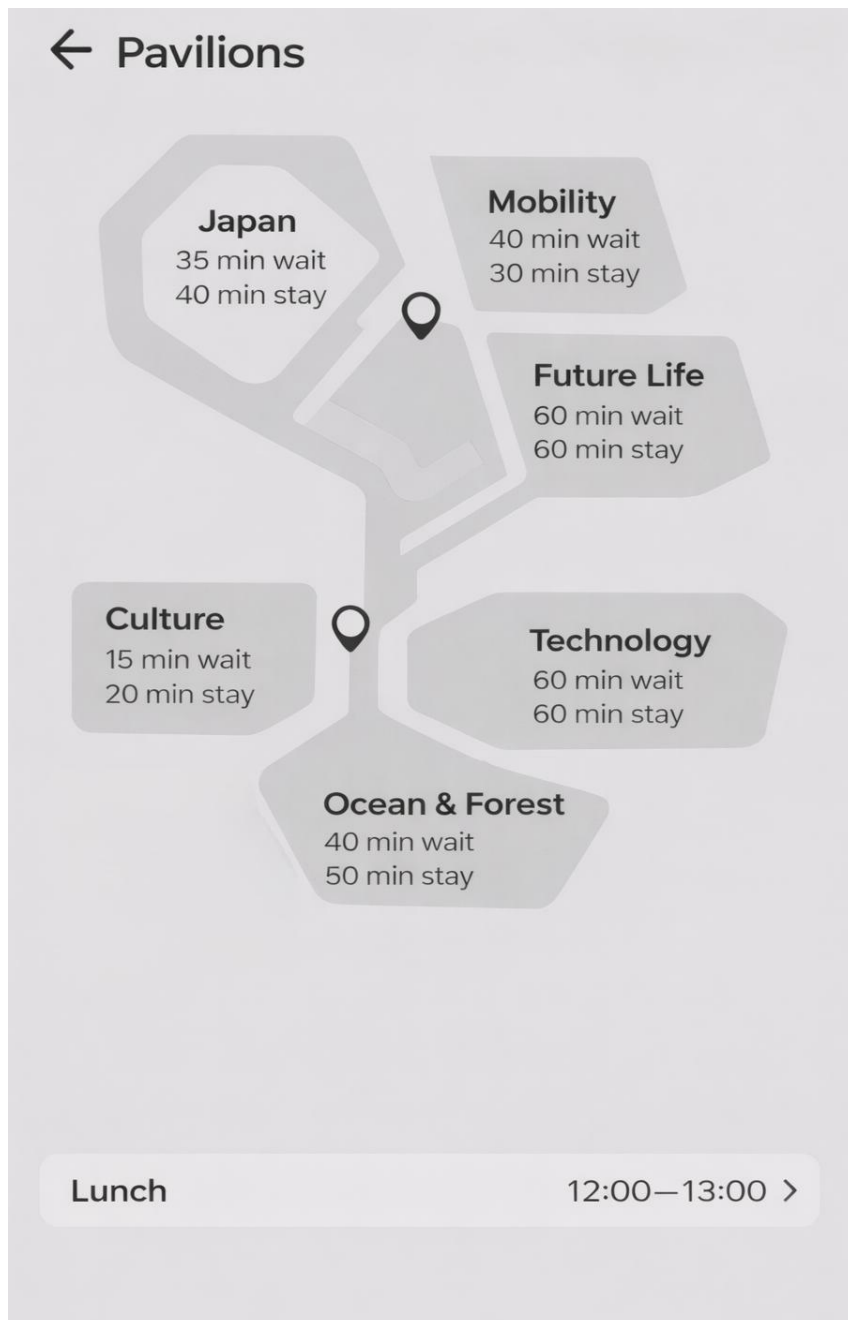 Pavilions
Japan
35 min wait
40 min stay
Mobility
40 min wait
30 min stay
Future Life
60 min wait
60 min stay
Culture
15 min wait
20 min stay
Technology
60 min wait
60 min stay
Ocean & Forest
40 min wait
50 min stay
Lunch 12:00—13:00